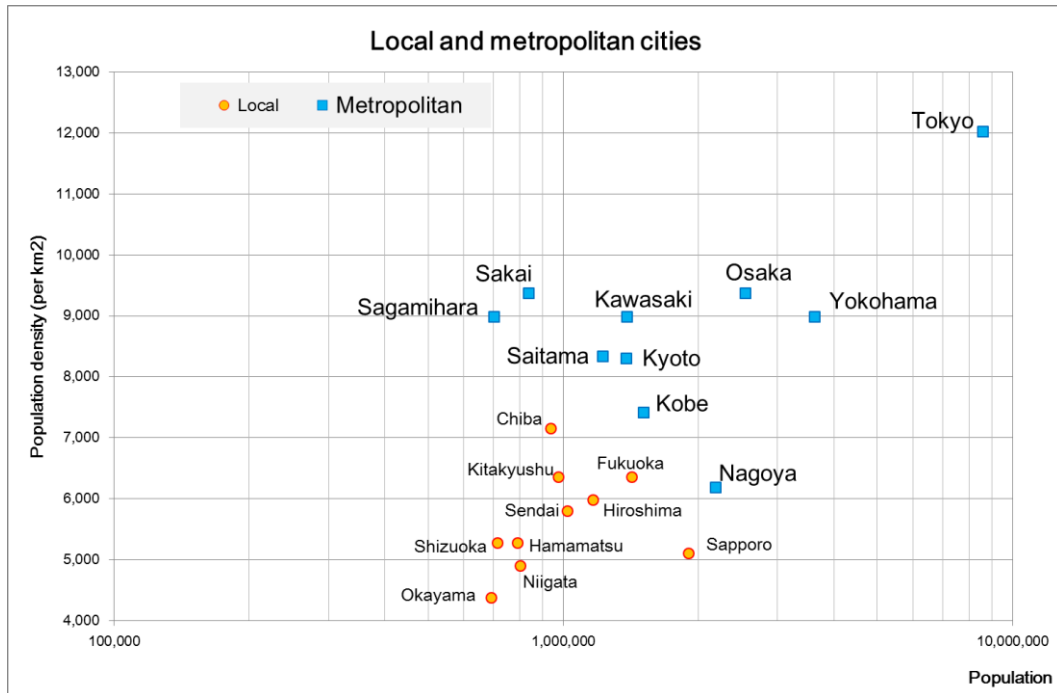 Local and metropolitan cities
13,000
Local
Metropolitan
12,000
Tokyo
11,000
10,000
Sakai
Osaka
Sagamihara
Kawasaki
Yokohama
9,000
Saitama
Kyoto
8,000
Kobe
Chiba
7,000
Kitakyushu
Fukuoka
Nagoya
6,000
Sendai
Hiroshima
Shizuoka
Hamamatsu
Sapporo
5,000
Niigata
Okayama
4,000
100,000
1,000,000
10,000,000
Population
Population density (per km2)